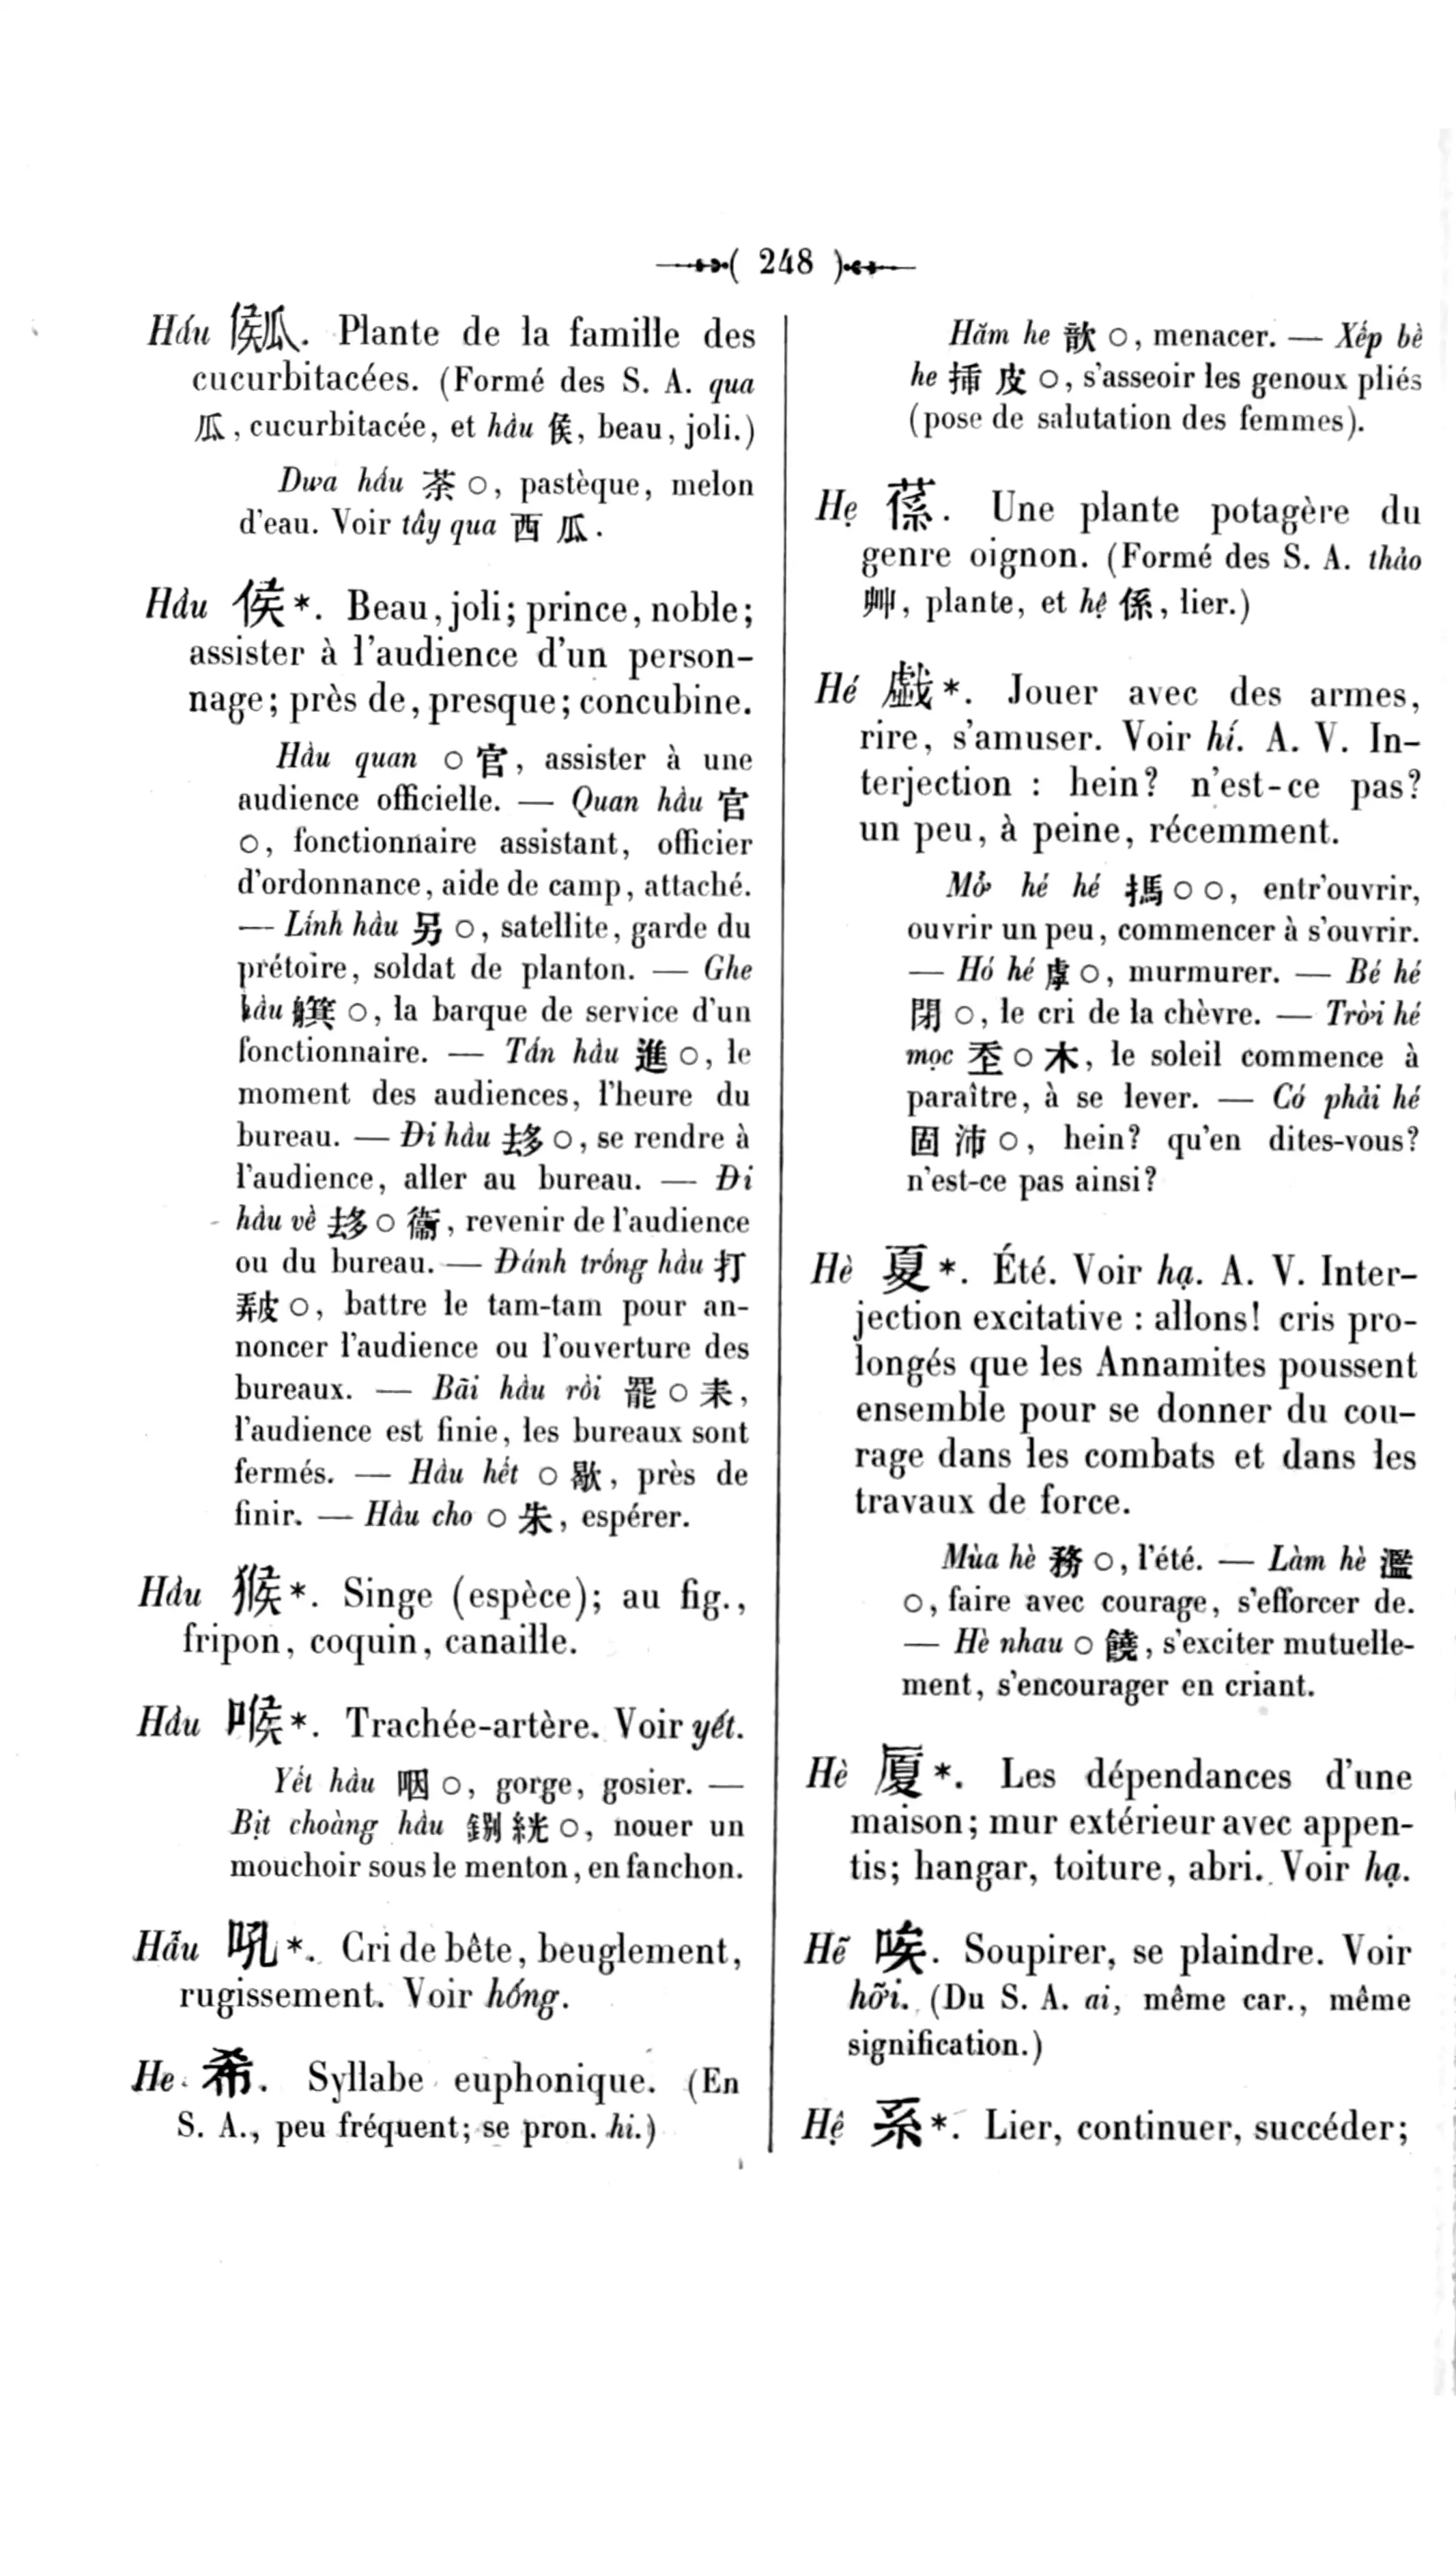 ( 248 )
Hấu 𤬉. Plante de la famille des
cucurbitacées. (Formé des S. A. qua
瓜, cucurbitacée, et hầu 侯, beau, joli.)
Dưa hấu 茶 ○, pastèque, melon
d'eau. Voir tây qua 西 瓜.
Hầu 侯*. Beau, joli; prince, noble;
assister à l'audience d'un person-
nage; près de, presque; concubine.
Hầu quan ○ 官, assister à une
audience officielle. — Quan hầu 官
○, fonctionnaire assistant, officier
d'ordonnance, aide de camp, attaché.
— Lính hầu 另 ○, satellite, garde du
prétoire, soldat de planton. — Ghe
hầu ○, la barque de service d'un
fonctionnaire. — Tấn hầu 進 ○, le
moment des audiences, l'heure du
bureau. — Đi hầu 𠫾 ○, se rendre à
l'audience, aller au bureau. — Đi
hầu về 𠫾 ○ 衞, revenir de l'audience
ou du bureau. — Đánh trống hầu 打
○, battre le tam-tam pour an-
noncer l'audience ou l'ouverture des
bureaux. — Bãi hầu rồi 罷 ○ 耒,
l'audience est finie, les bureaux sont
fermés. — Hầu hết ○ 歇, près de
finir. — Hầu cho ○ 朱, espérer.
Hầu 猴*. Singe (espèce); au fig.,
fripon, coquin, canaille.
Hầu 喉*. Trachée-artère. Voir yết.
Yết hầu 咽 ○, gorge, gosier. —
Bịt choàng hầu 絖 ○, nouer un
mouchoir sous le menton, en fanchon.
Hẩu 吼*. Cri de bête, beuglement,
rugissement. Voir hống.
He 希. Syllabe euphonique. (En
S. A., peu fréquent; se pron. hi.)
Hăm he 歆 ○, menacer. — Xếp bè
he 插 皮 ○, s'asseoir les genoux pliés
(pose de salutation des femmes).
Hẹ 蒵. Une plante potagère du
genre oignon. (Formé des S. A. thảo
艸, plante, et hệ 係, lier.)
Hé 戯*. Jouer avec des armes,
rire, s'amuser. Voir hí. A. V. In-
terjection : hein? n'est-ce pas?
un peu, à peine, récemment.
Mở hé hé 搗 ○ ○, entr'ouvrir,
ouvrir un peu, commencer à s'ouvrir.
— Hó hé ○, murmurer. — Bé hé
閉 ○, le cri de la chèvre. — Trời hé
mọc 𡗶 ○ 木, le soleil commence à
paraître, à se lever. — Có phải hé
固 沛 ○, hein? qu'en dites-vous?
n'est-ce pas ainsi?
Hè 夏*. Été. Voir hạ. A. V. Inter-
jection excitative : allons! cris pro-
longés que les Annamites poussent
ensemble pour se donner du cou-
rage dans les combats et dans les
travaux de force.
Mùa hè 務 ○, l'été. — Làm hè 濫
○, faire avec courage, s'efforcer de.
— Hè nhau ○ 饒, s'exciter mutuelle-
ment, s'encourager en criant.
Hè 厦*. Les dépendances d'une
maison; mur extérieur avec appen-
tis; hangar, toiture, abri. Voir hạ.
Hẽ 唉. Soupirer, se plaindre. Voir
hỡi. (Du S. A. ai, même car., même
signification.)
Hệ 系*. Lier, continuer, succéder;